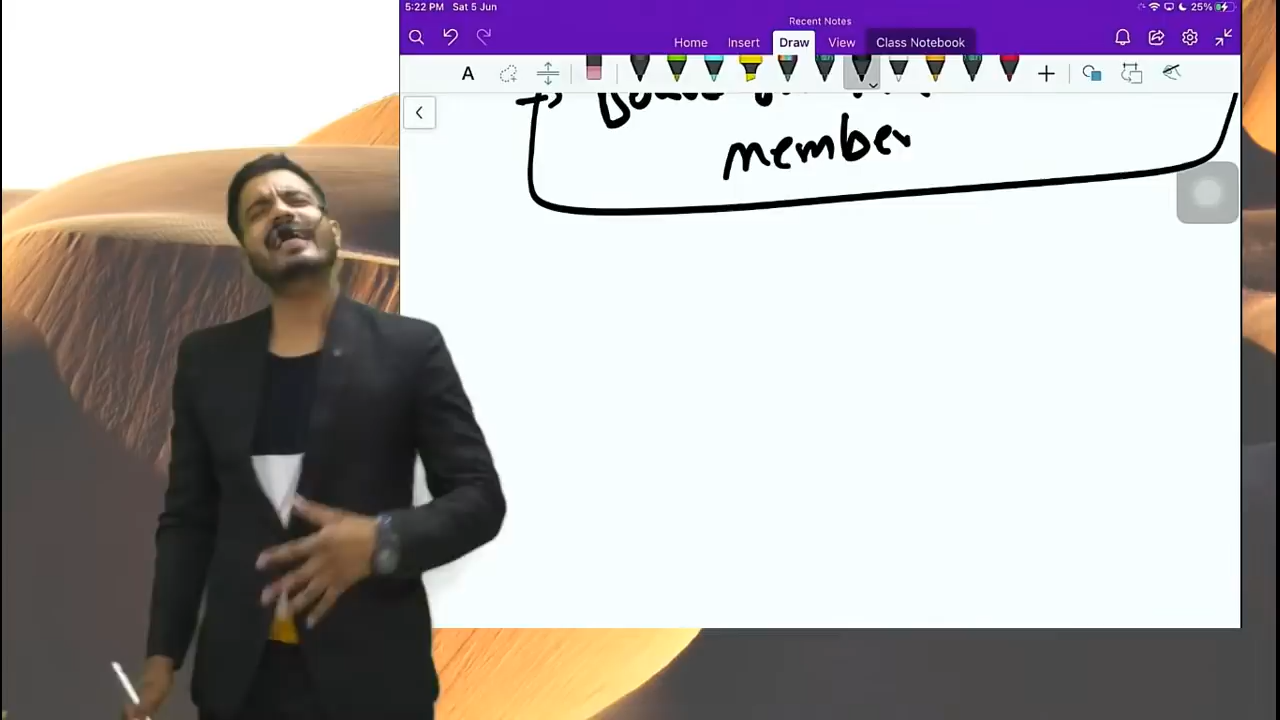 5:22 PM Sat 5 Jun
25%
Recent Notes
Home Insert Draw View Class Notebook
A
member